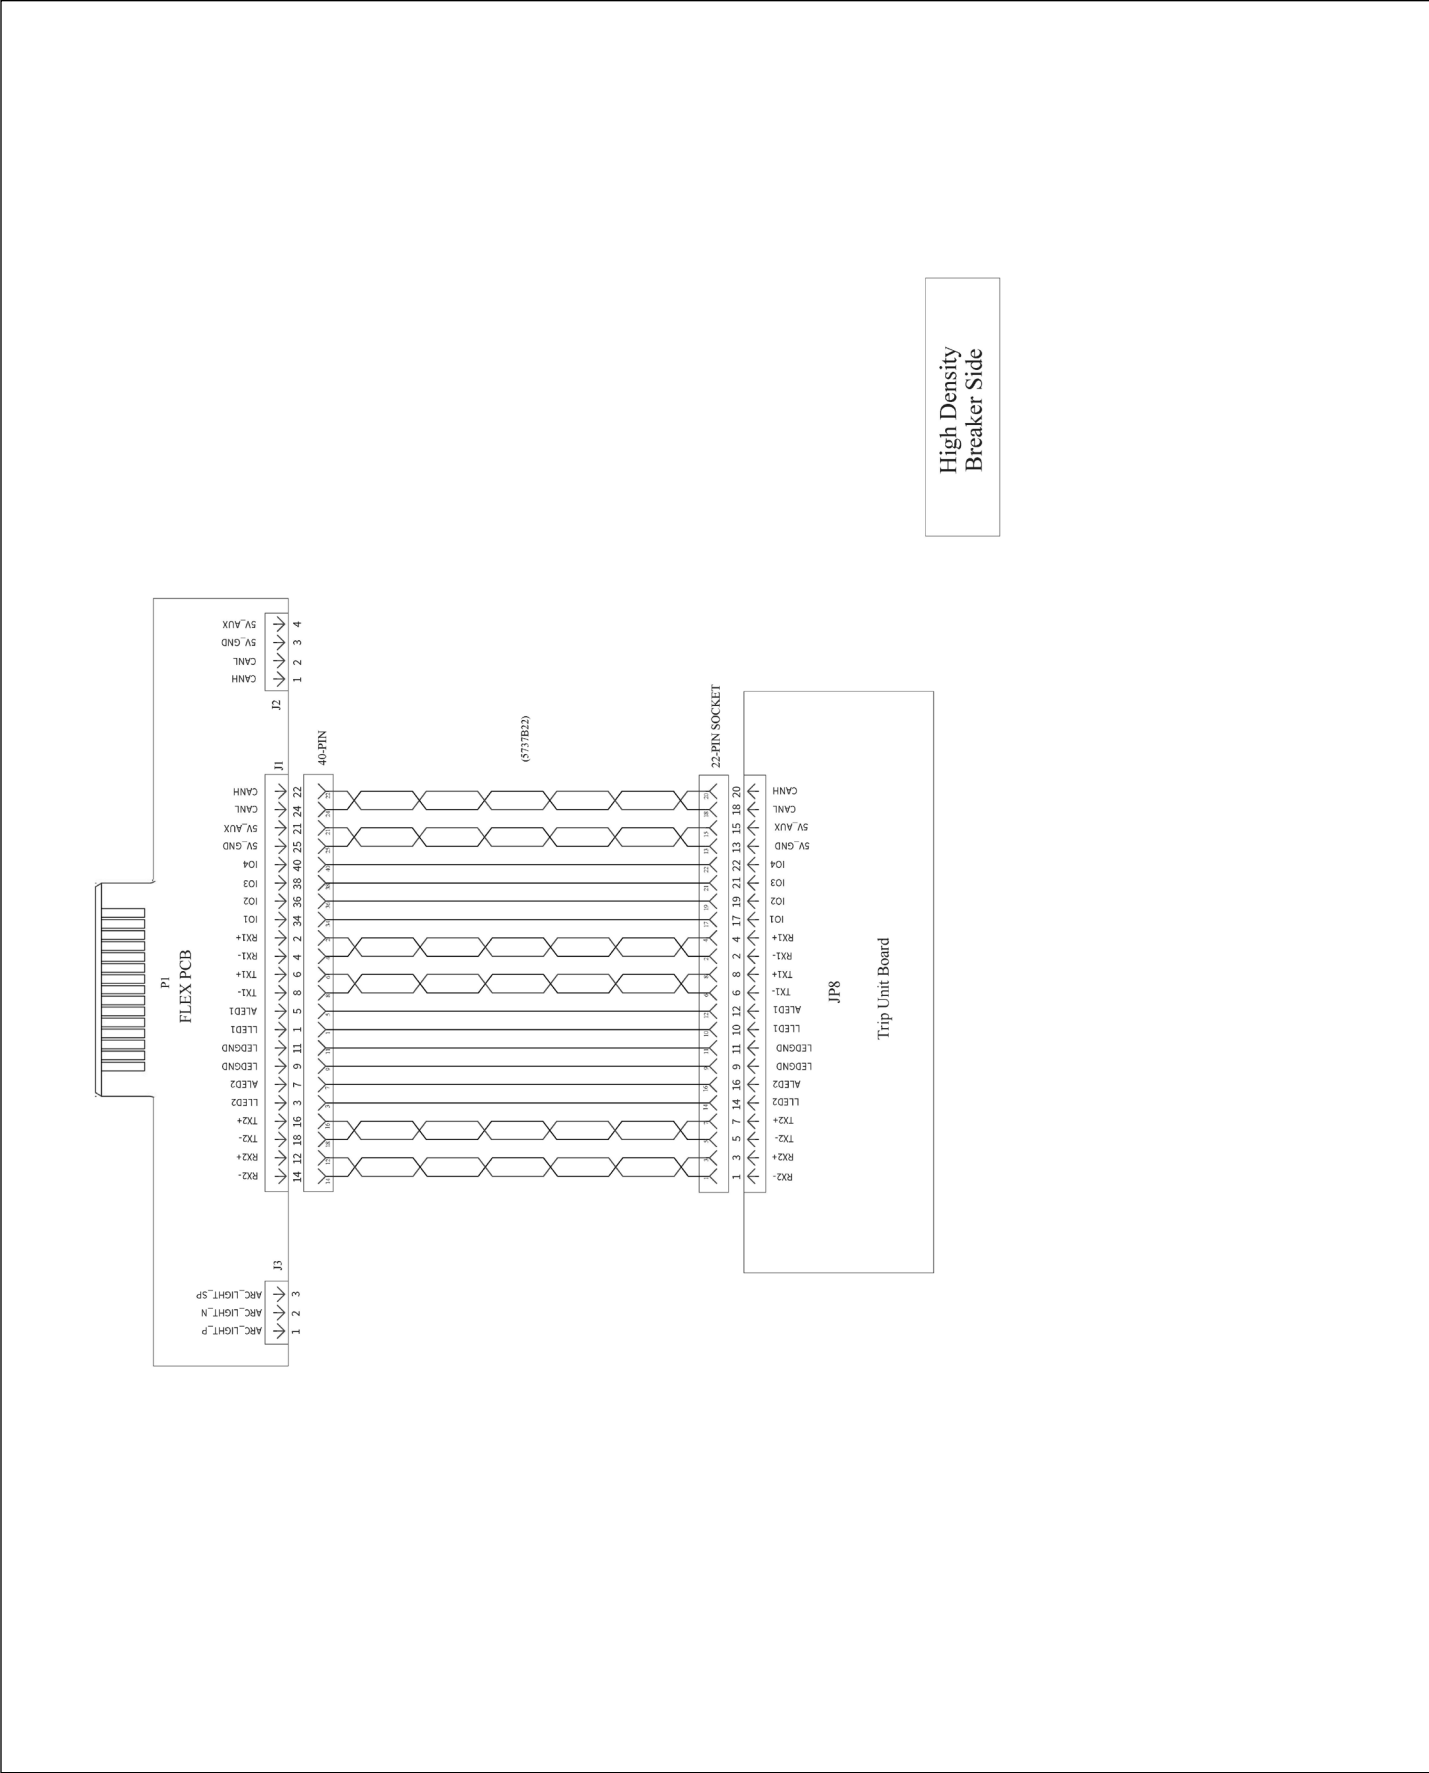 P1
FLEX PCB
5V_AUX 4
5V_GND 3
CANL 2
CANH 1
J2
J1
40-PIN
(5737B22)
22-PIN SOCKET
CANH 22 20 CANH
CANL 24 18 CANL
5V_AUX 21 15 5V_AUX
5V_GND 25 13 5V_GND
IO4 40 22 IO4
IO3 38 21 IO3
IO2 36 19 IO2
IO1 34 17 IO1
RX1+ 2 4 RX1+
RX1- 4 2 RX1-
TX1+ 6 8 TX1+
TX1- 8 6 TX1-
ALED1 5 12 ALED1
LLED1 1 10 LLED1
LEDGND 11 11 LEDGND
LEDGND 9 9 LEDGND
ALED2 7 16 ALED2
LLED2 3 14 LLED2
TX2+ 16 7 TX2+
TX2- 18 5 TX2-
RX2+ 12 3 RX2+
RX2- 14 1 RX2-
J3
ARC_LIGHT_SP 3
ARC_LIGHT_N 2
ARC_LIGHT_P 1
JP8
Trip Unit Board
High Density
Breaker Side